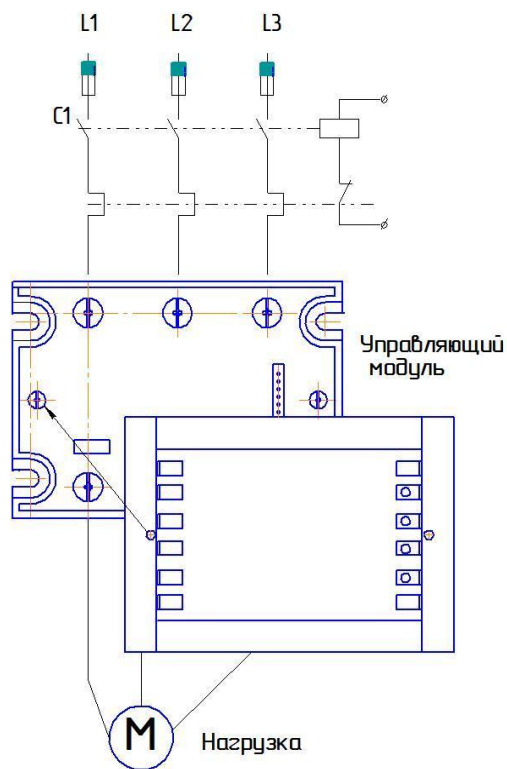 L1 L2 L3
C1
Управляющий
модуль
M
Нагрузка